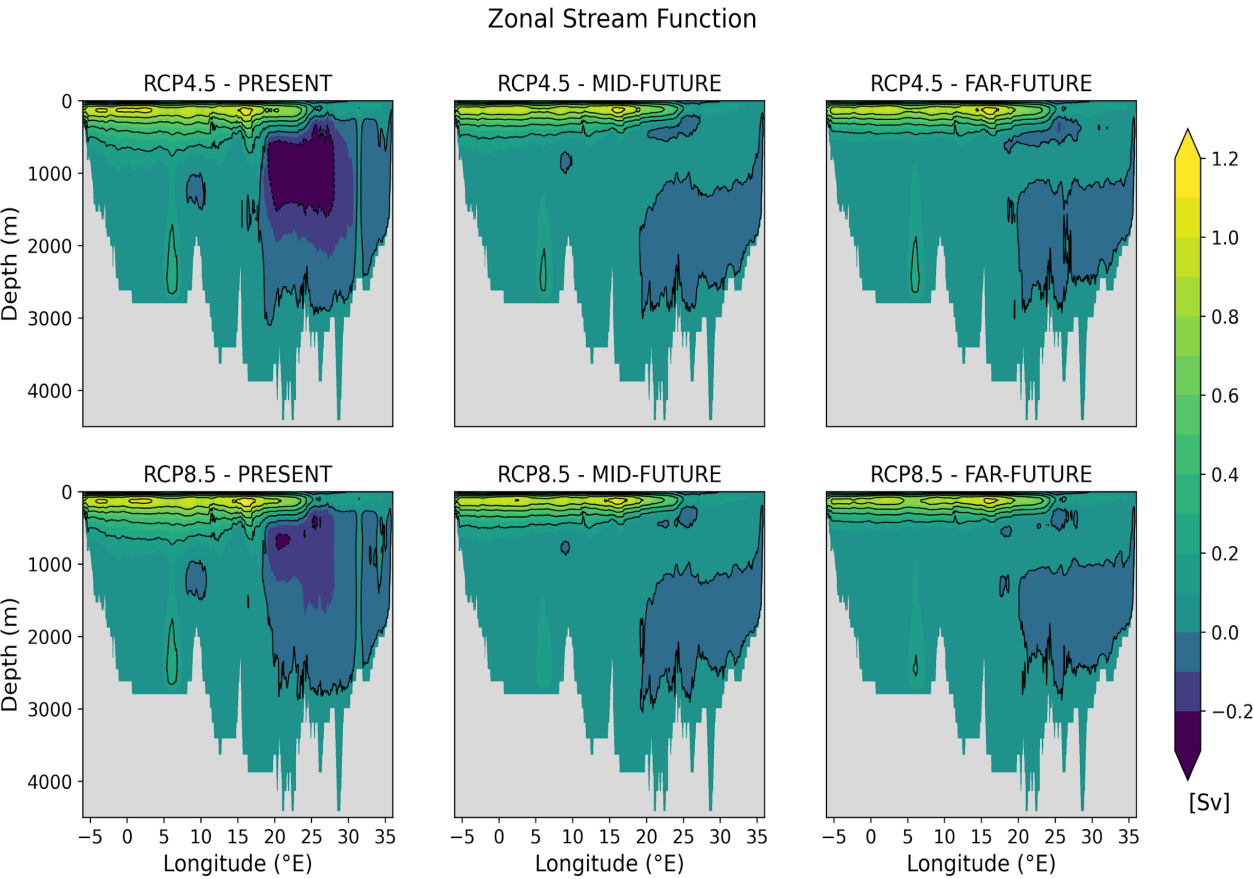 Zonal Stream Function
RCP4.5 - PRESENT
RCP4.5 - MID-FUTURE
RCP4.5 - FAR-FUTURE
0
1000
2000
3000
4000
Depth (m)
RCP8.5 - PRESENT
RCP8.5 - MID-FUTURE
RCP8.5 - FAR-FUTURE
0
1000
2000
3000
4000
Depth (m)
−5 0 5 10 15 20 25 30 35
−5 0 5 10 15 20 25 30 35
−5 0 5 10 15 20 25 30 35
Longitude (°E)
Longitude (°E)
Longitude (°E)
1.2
1.0
0.8
0.6
0.4
0.2
0.0
−0.2
[Sv]